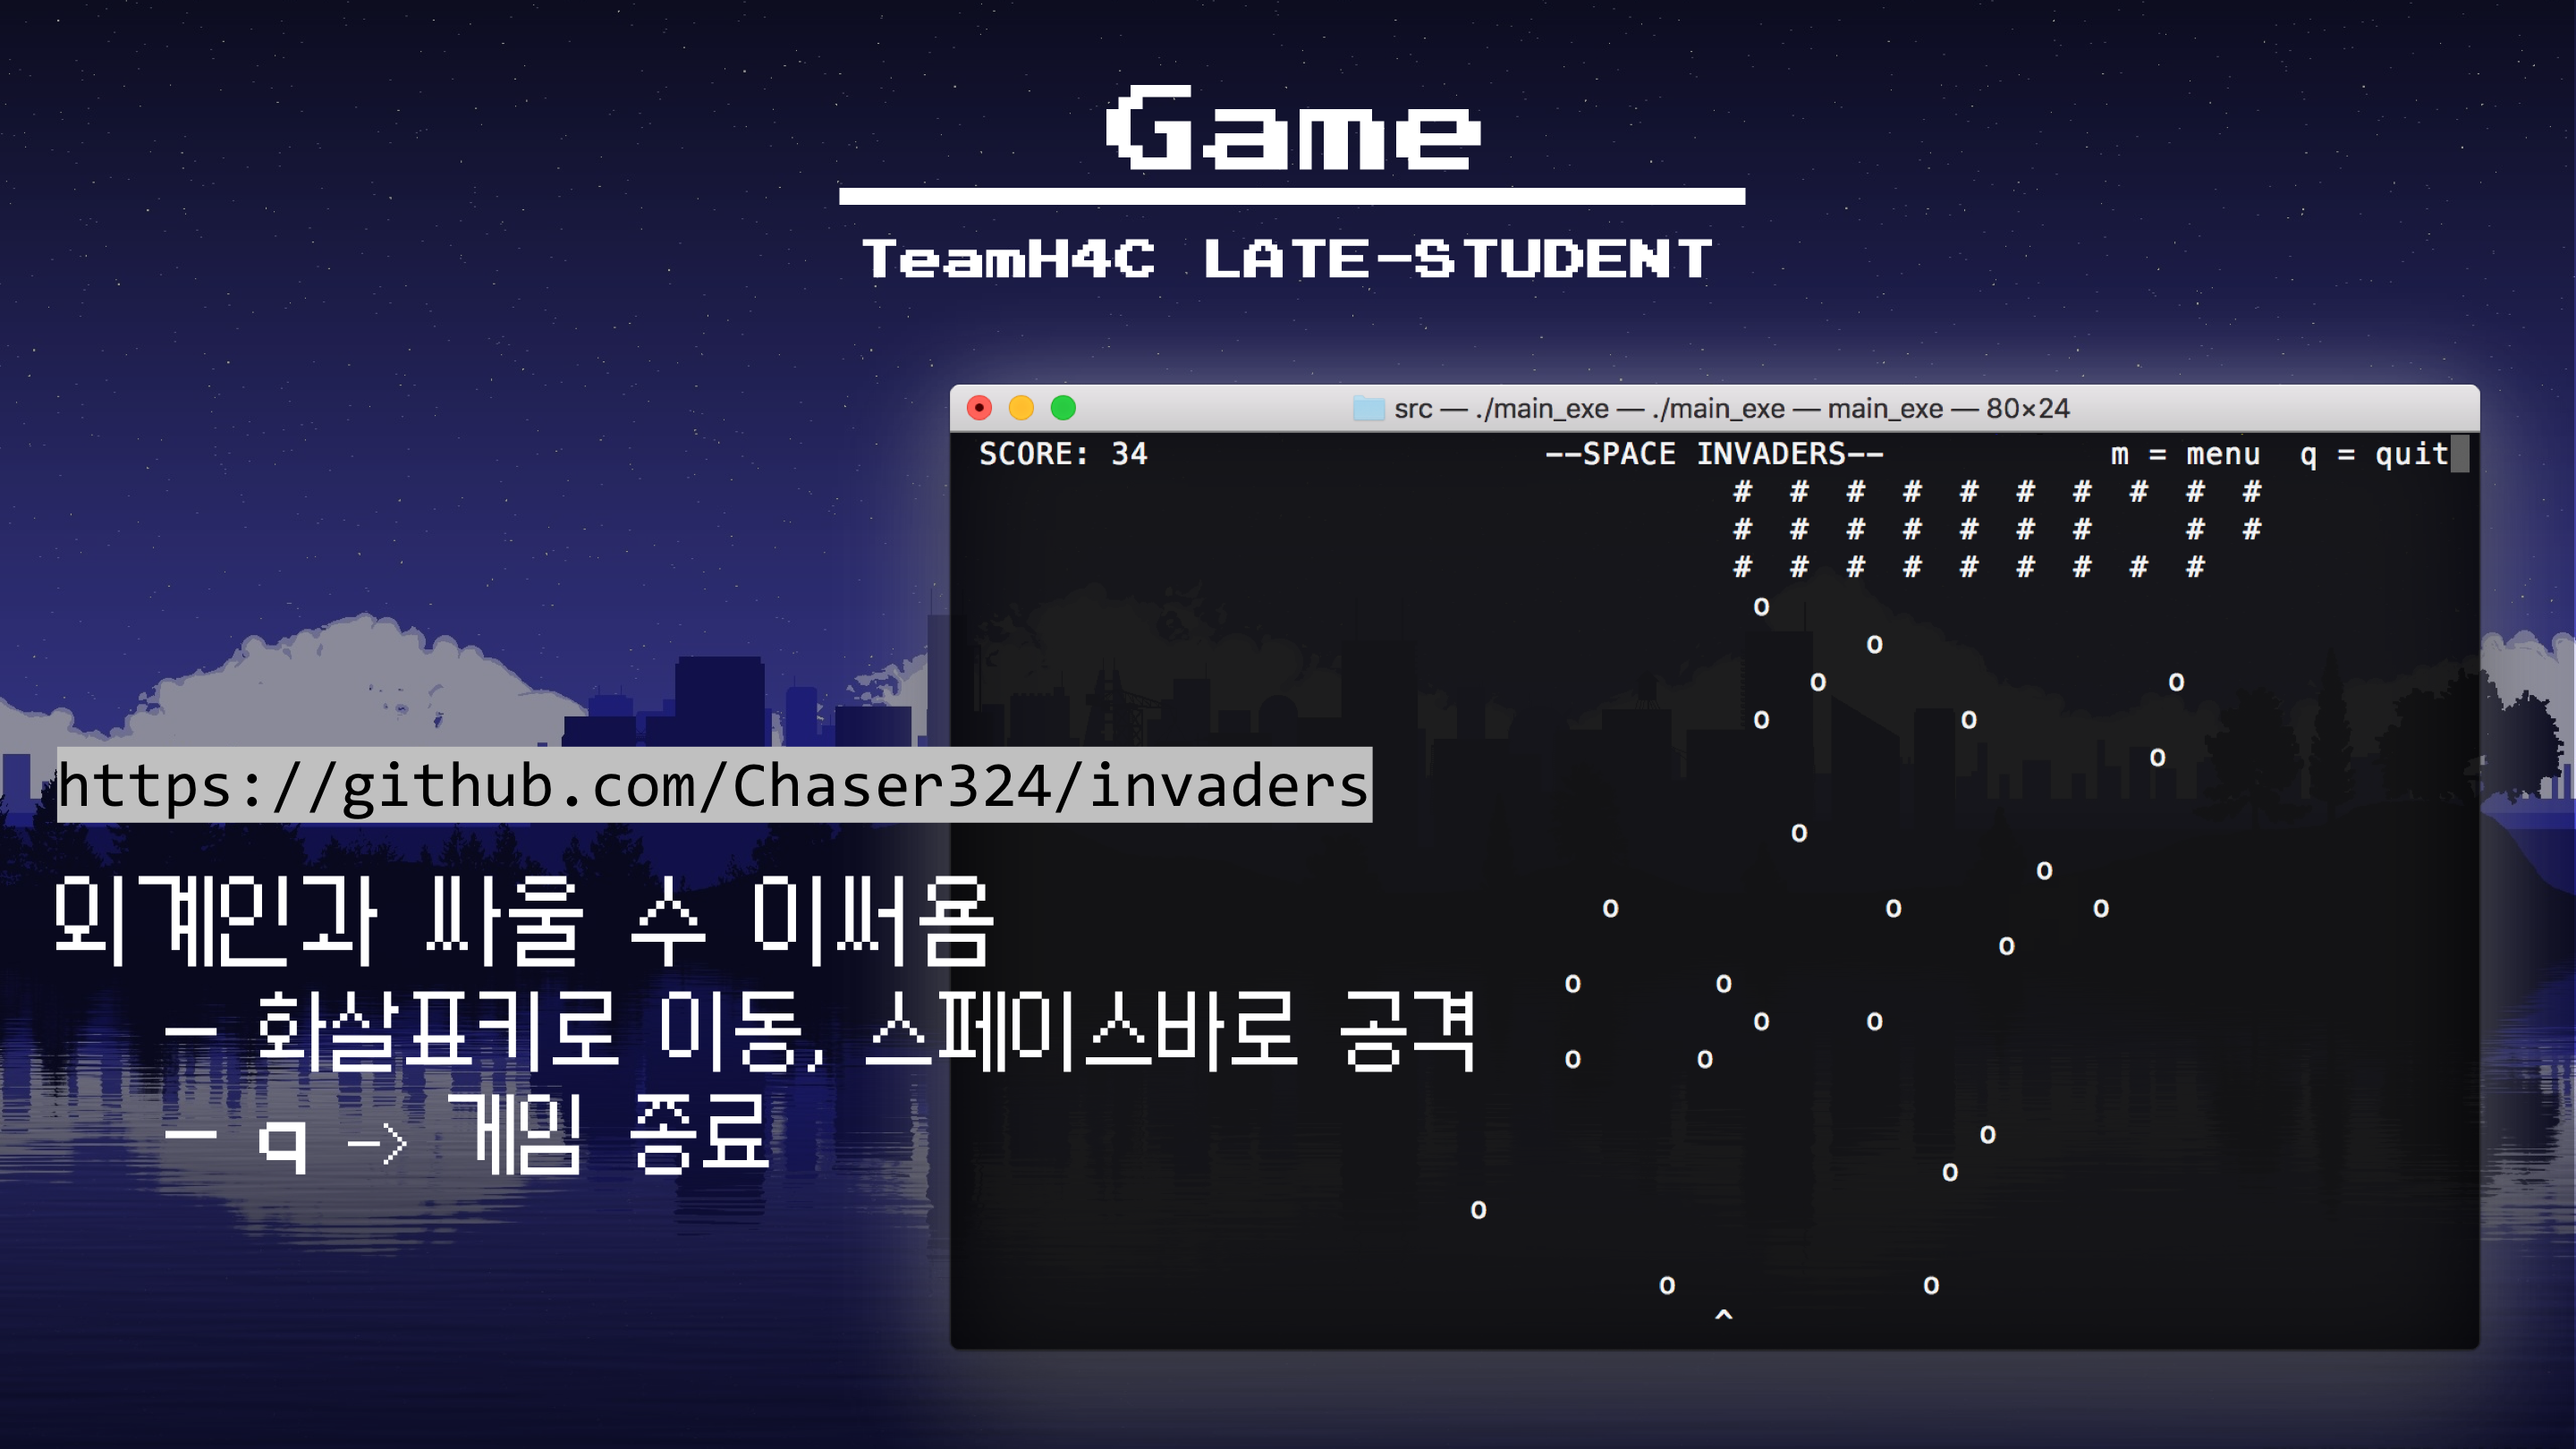 Game
TeamH4C LATE-STUDENT
src — ./main_exe — ./main_exe — main_exe — 80×24
SCORE: 34 --SPACE INVADERS-- m = menu q = quit
# # # # # # # # # #
# # # # # # # # #
# # # # # # # # #
o
o
o o
o o
o
https://github.com/Chaser324/invaders
o
o
외계인과 싸울 수 이써욤
o o o
o
o o
- 화살표키로 이동, 스페이스바로 공격
o o
o o
- q -> 게임 종료
o
o
o
o o
^